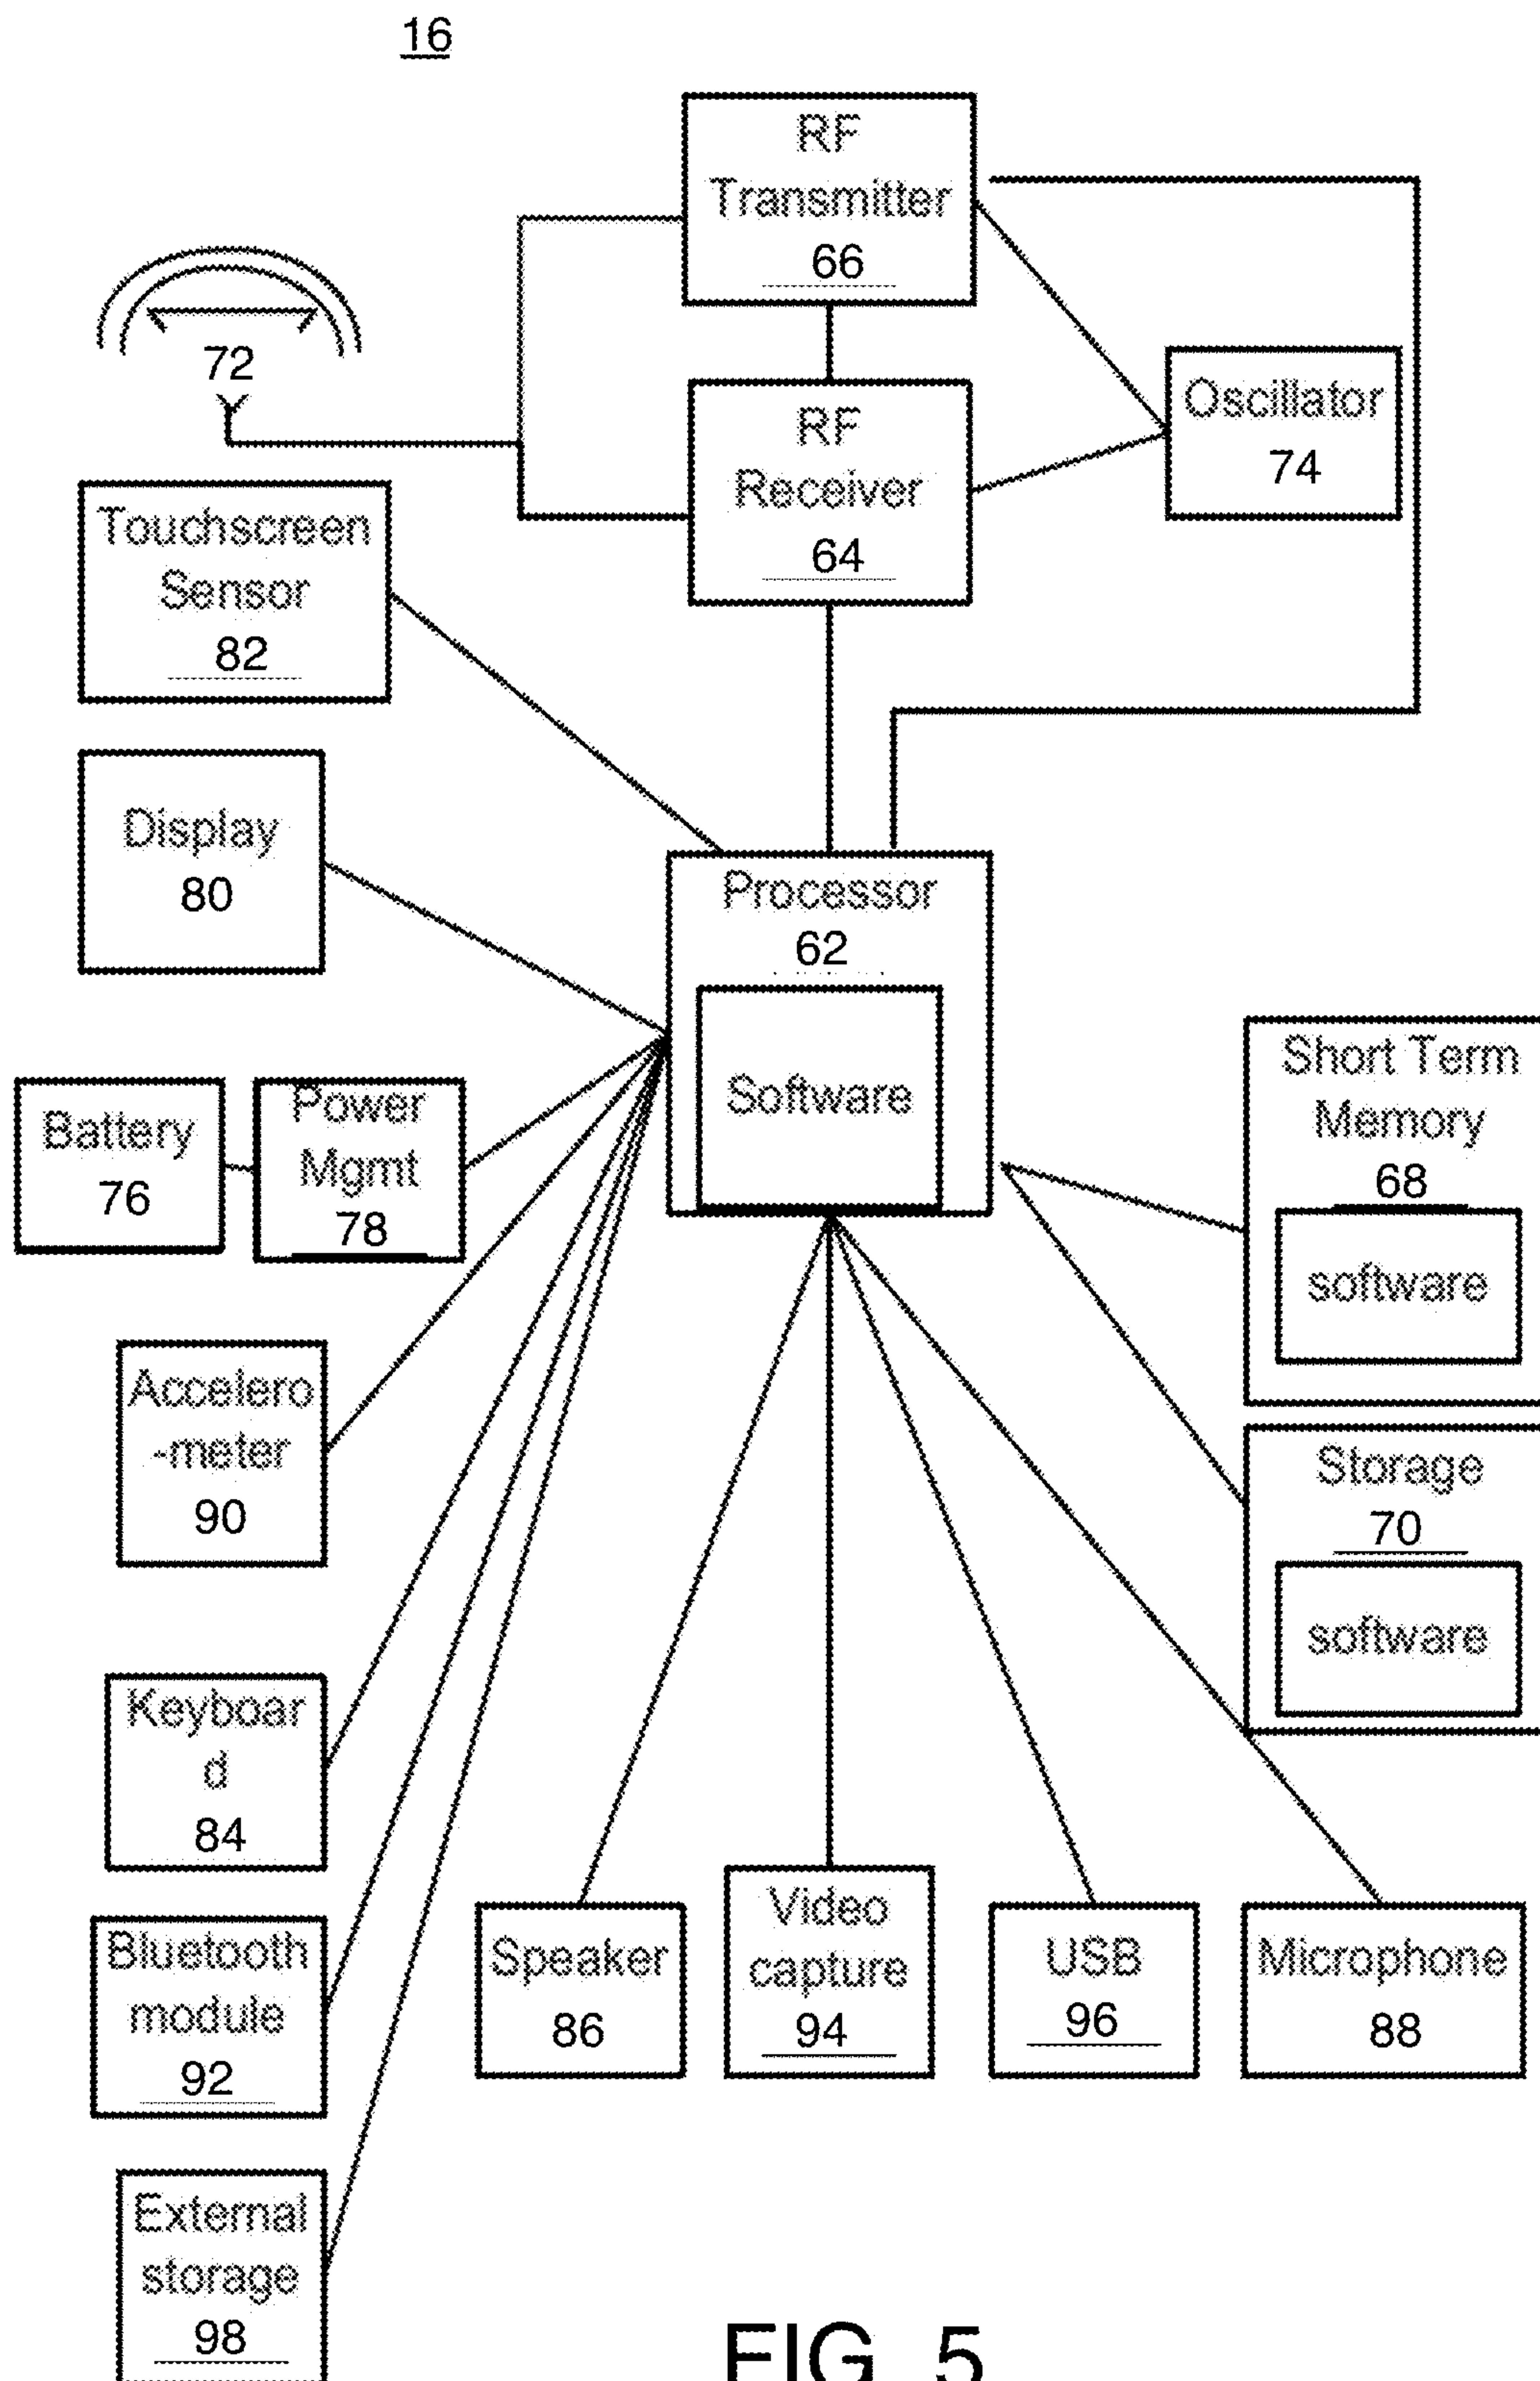 16
RF
Transmitter
66
72
RF
Receiver
64
Oscillator
74
Touchscreen
Sensor
82
Display
80
Processor
62
Software
Battery
76
Power
Mgmt
78
Short Term
Memory
68
software
Accelero
-meter
90
Storage
70
software
Keyboar
d
84
Bluetooth
module
92
Speaker
86
Video
capture
94
USB
96
Microphone
88
External
storage
98
FIG. 5